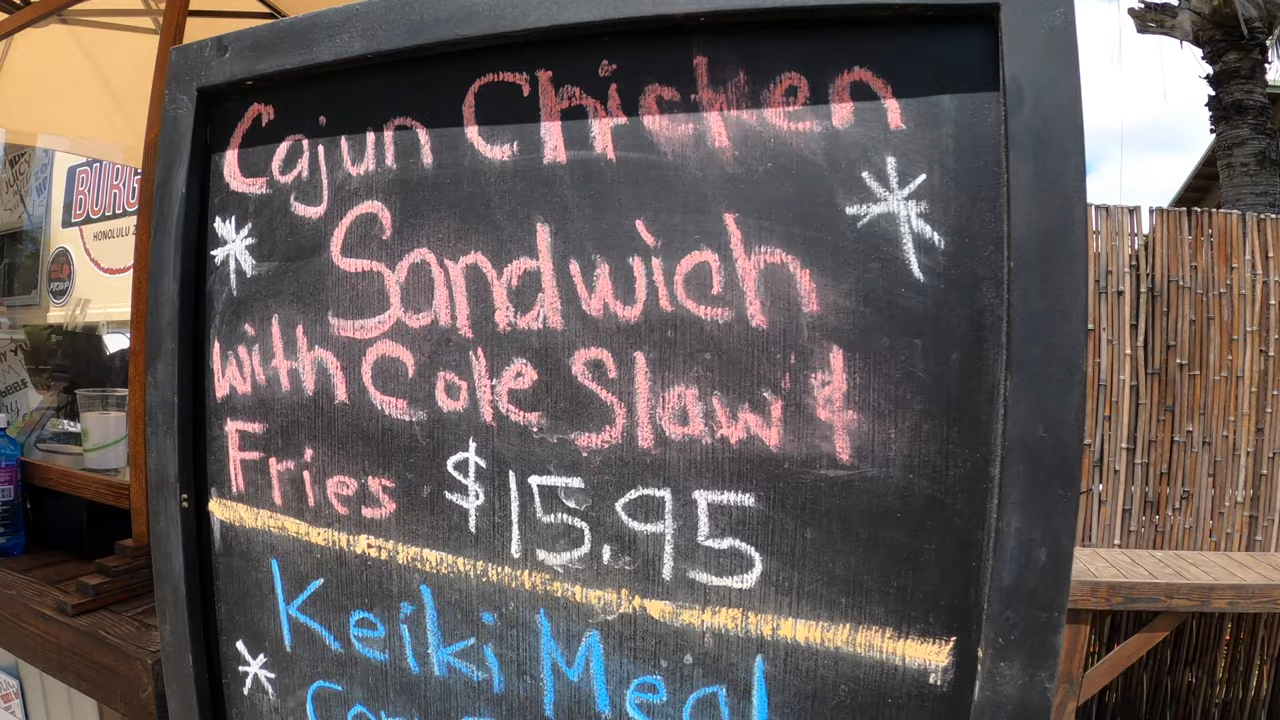 Cajun Chicken
Sandwich
with Cole Slaw &
Fries $15.95
Keiki Meal
BURG
HONOLULU Z